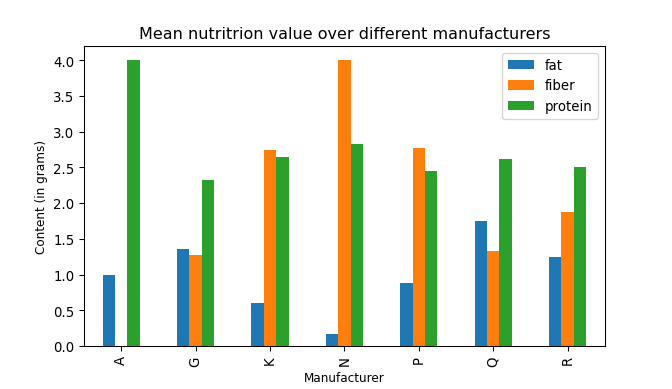 Mean nutritrion value over different manufacturers
fat
fiber
protein
Content (in grams)
4.0
3.5
3.0
2.5
2.0
1.5
1.0
0.5
0.0
A
G
K
N
P
Q
R
Manufacturer